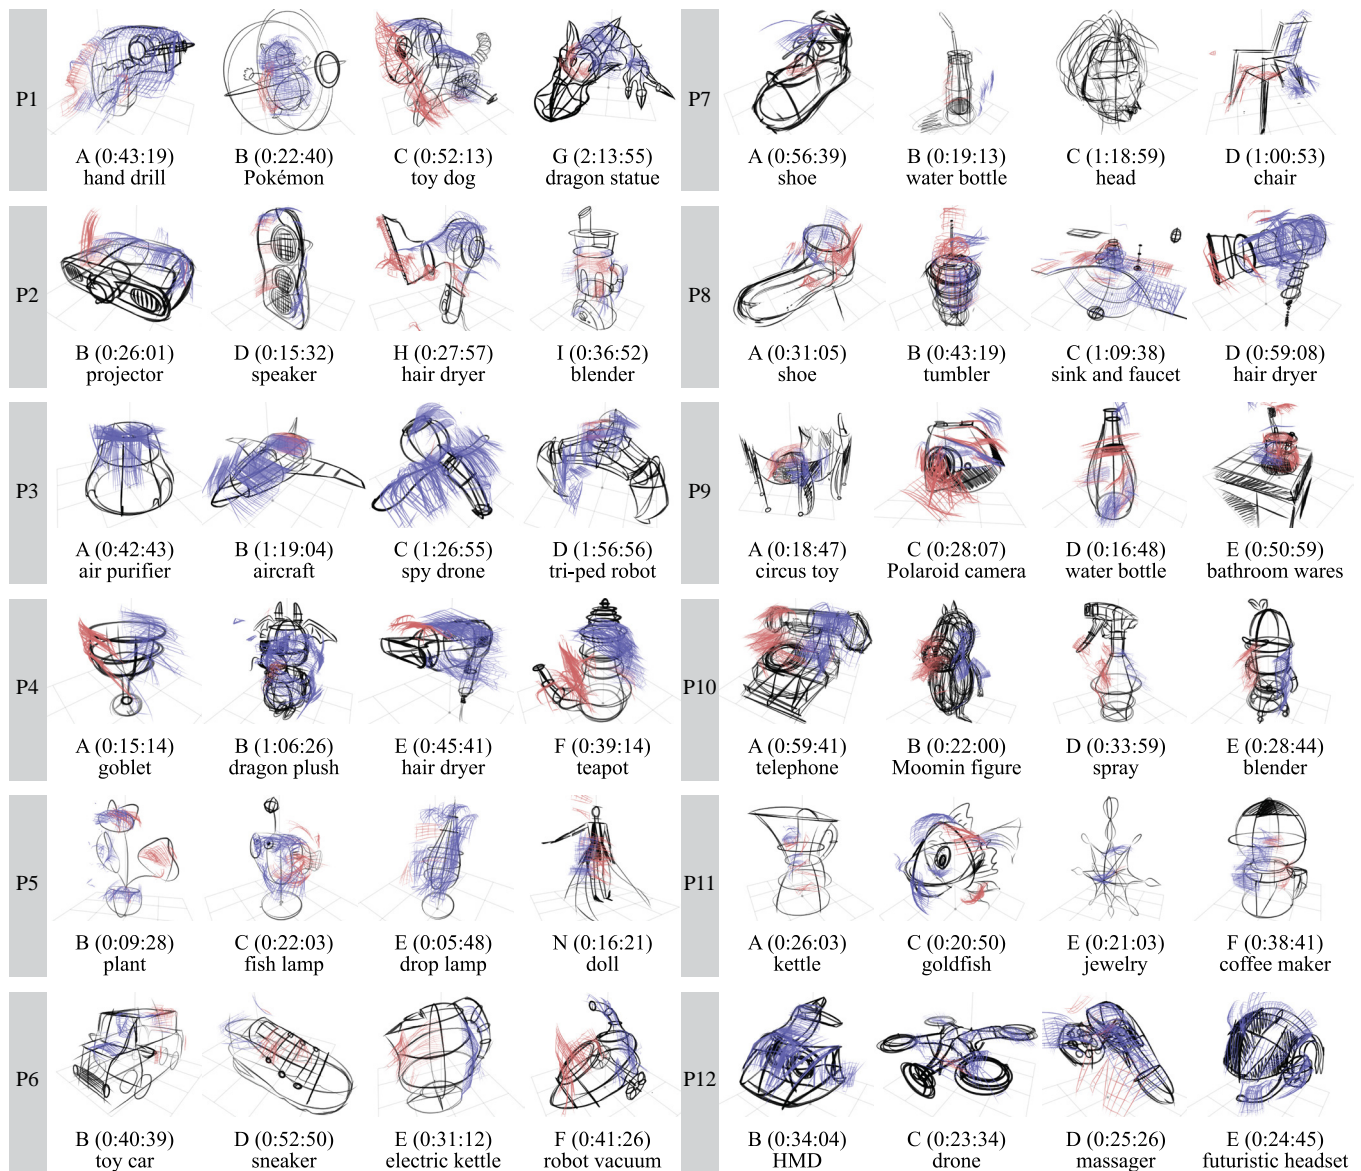 P1
A (0:43:19)
hand drill
B (0:22:40)
Pokémon
C (0:52:13)
toy dog
G (2:13:55)
dragon statue
P2
B (0:26:01)
projector
D (0:15:32)
speaker
H (0:27:57)
hair dryer
I (0:36:52)
blender
P3
A (0:42:43)
air purifier
B (1:19:04)
aircraft
C (1:26:55)
spy drone
D (1:56:56)
tri-ped robot
P4
A (0:15:14)
goblet
B (1:06:26)
dragon plush
E (0:45:41)
hair dryer
F (0:39:14)
teapot
P5
B (0:09:28)
plant
C (0:22:03)
fish lamp
E (0:05:48)
drop lamp
N (0:16:21)
doll
P6
B (0:40:39)
toy car
D (0:52:50)
sneaker
E (0:31:12)
electric kettle
F (0:41:26)
robot vacuum
P7
A (0:56:39)
shoe
B (0:19:13)
water bottle
C (1:18:59)
head
D (1:00:53)
chair
P8
A (0:31:05)
shoe
B (0:43:19)
tumbler
C (1:09:38)
sink and faucet
D (0:59:08)
hair dryer
P9
A (0:18:47)
circus toy
C (0:28:07)
Polaroid camera
D (0:16:48)
water bottle
E (0:50:59)
bathroom wares
P10
A (0:59:41)
telephone
B (0:22:00)
Moomin figure
D (0:33:59)
spray
E (0:28:44)
blender
P11
A (0:26:03)
kettle
C (0:20:50)
goldfish
E (0:21:03)
jewelry
F (0:38:41)
coffee maker
P12
B (0:34:04)
HMD
C (0:23:34)
drone
D (0:25:26)
massager
E (0:24:45)
futuristic headset